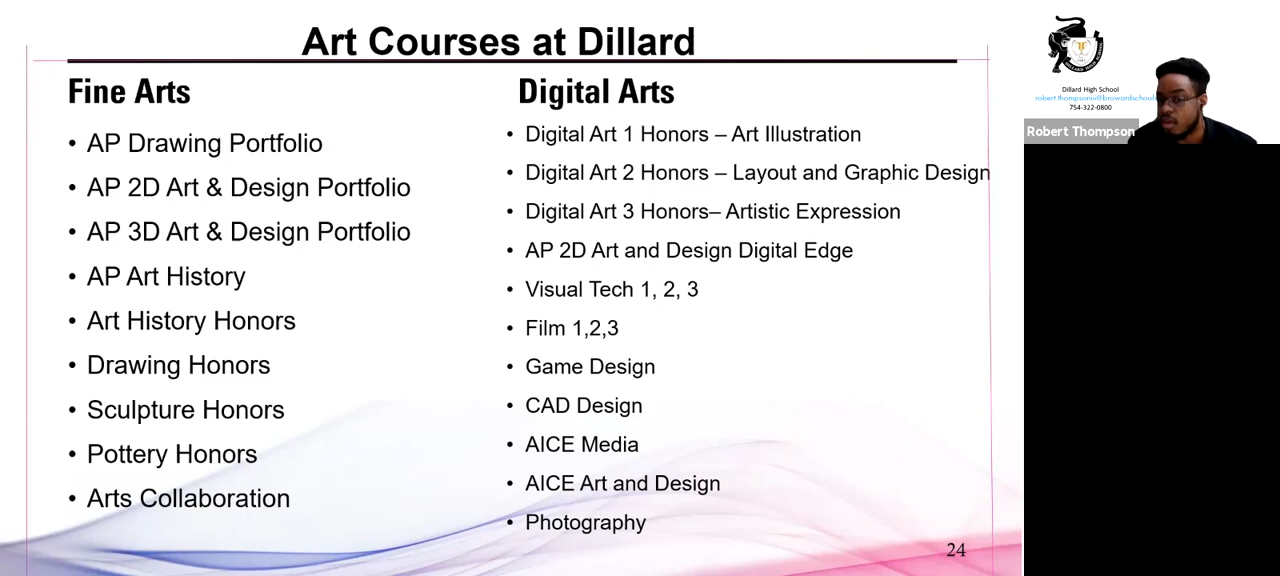 Art Courses at Dillard
Fine Arts
• AP Drawing Portfolio
• AP 2D Art & Design Portfolio
• AP 3D Art & Design Portfolio
• AP Art History
• Art History Honors
• Drawing Honors
• Sculpture Honors
• Pottery Honors
• Arts Collaboration
Digital Arts
• Digital Art 1 Honors – Art Illustration
• Digital Art 2 Honors – Layout and Graphic Design
• Digital Art 3 Honors– Artistic Expression
• AP 2D Art and Design Digital Edge
• Visual Tech 1, 2, 3
• Film 1,2,3
• Game Design
• CAD Design
• AICE Media
• AICE Art and Design
• Photography
24
Dillard High School
754-322-0800
Robert Thompson